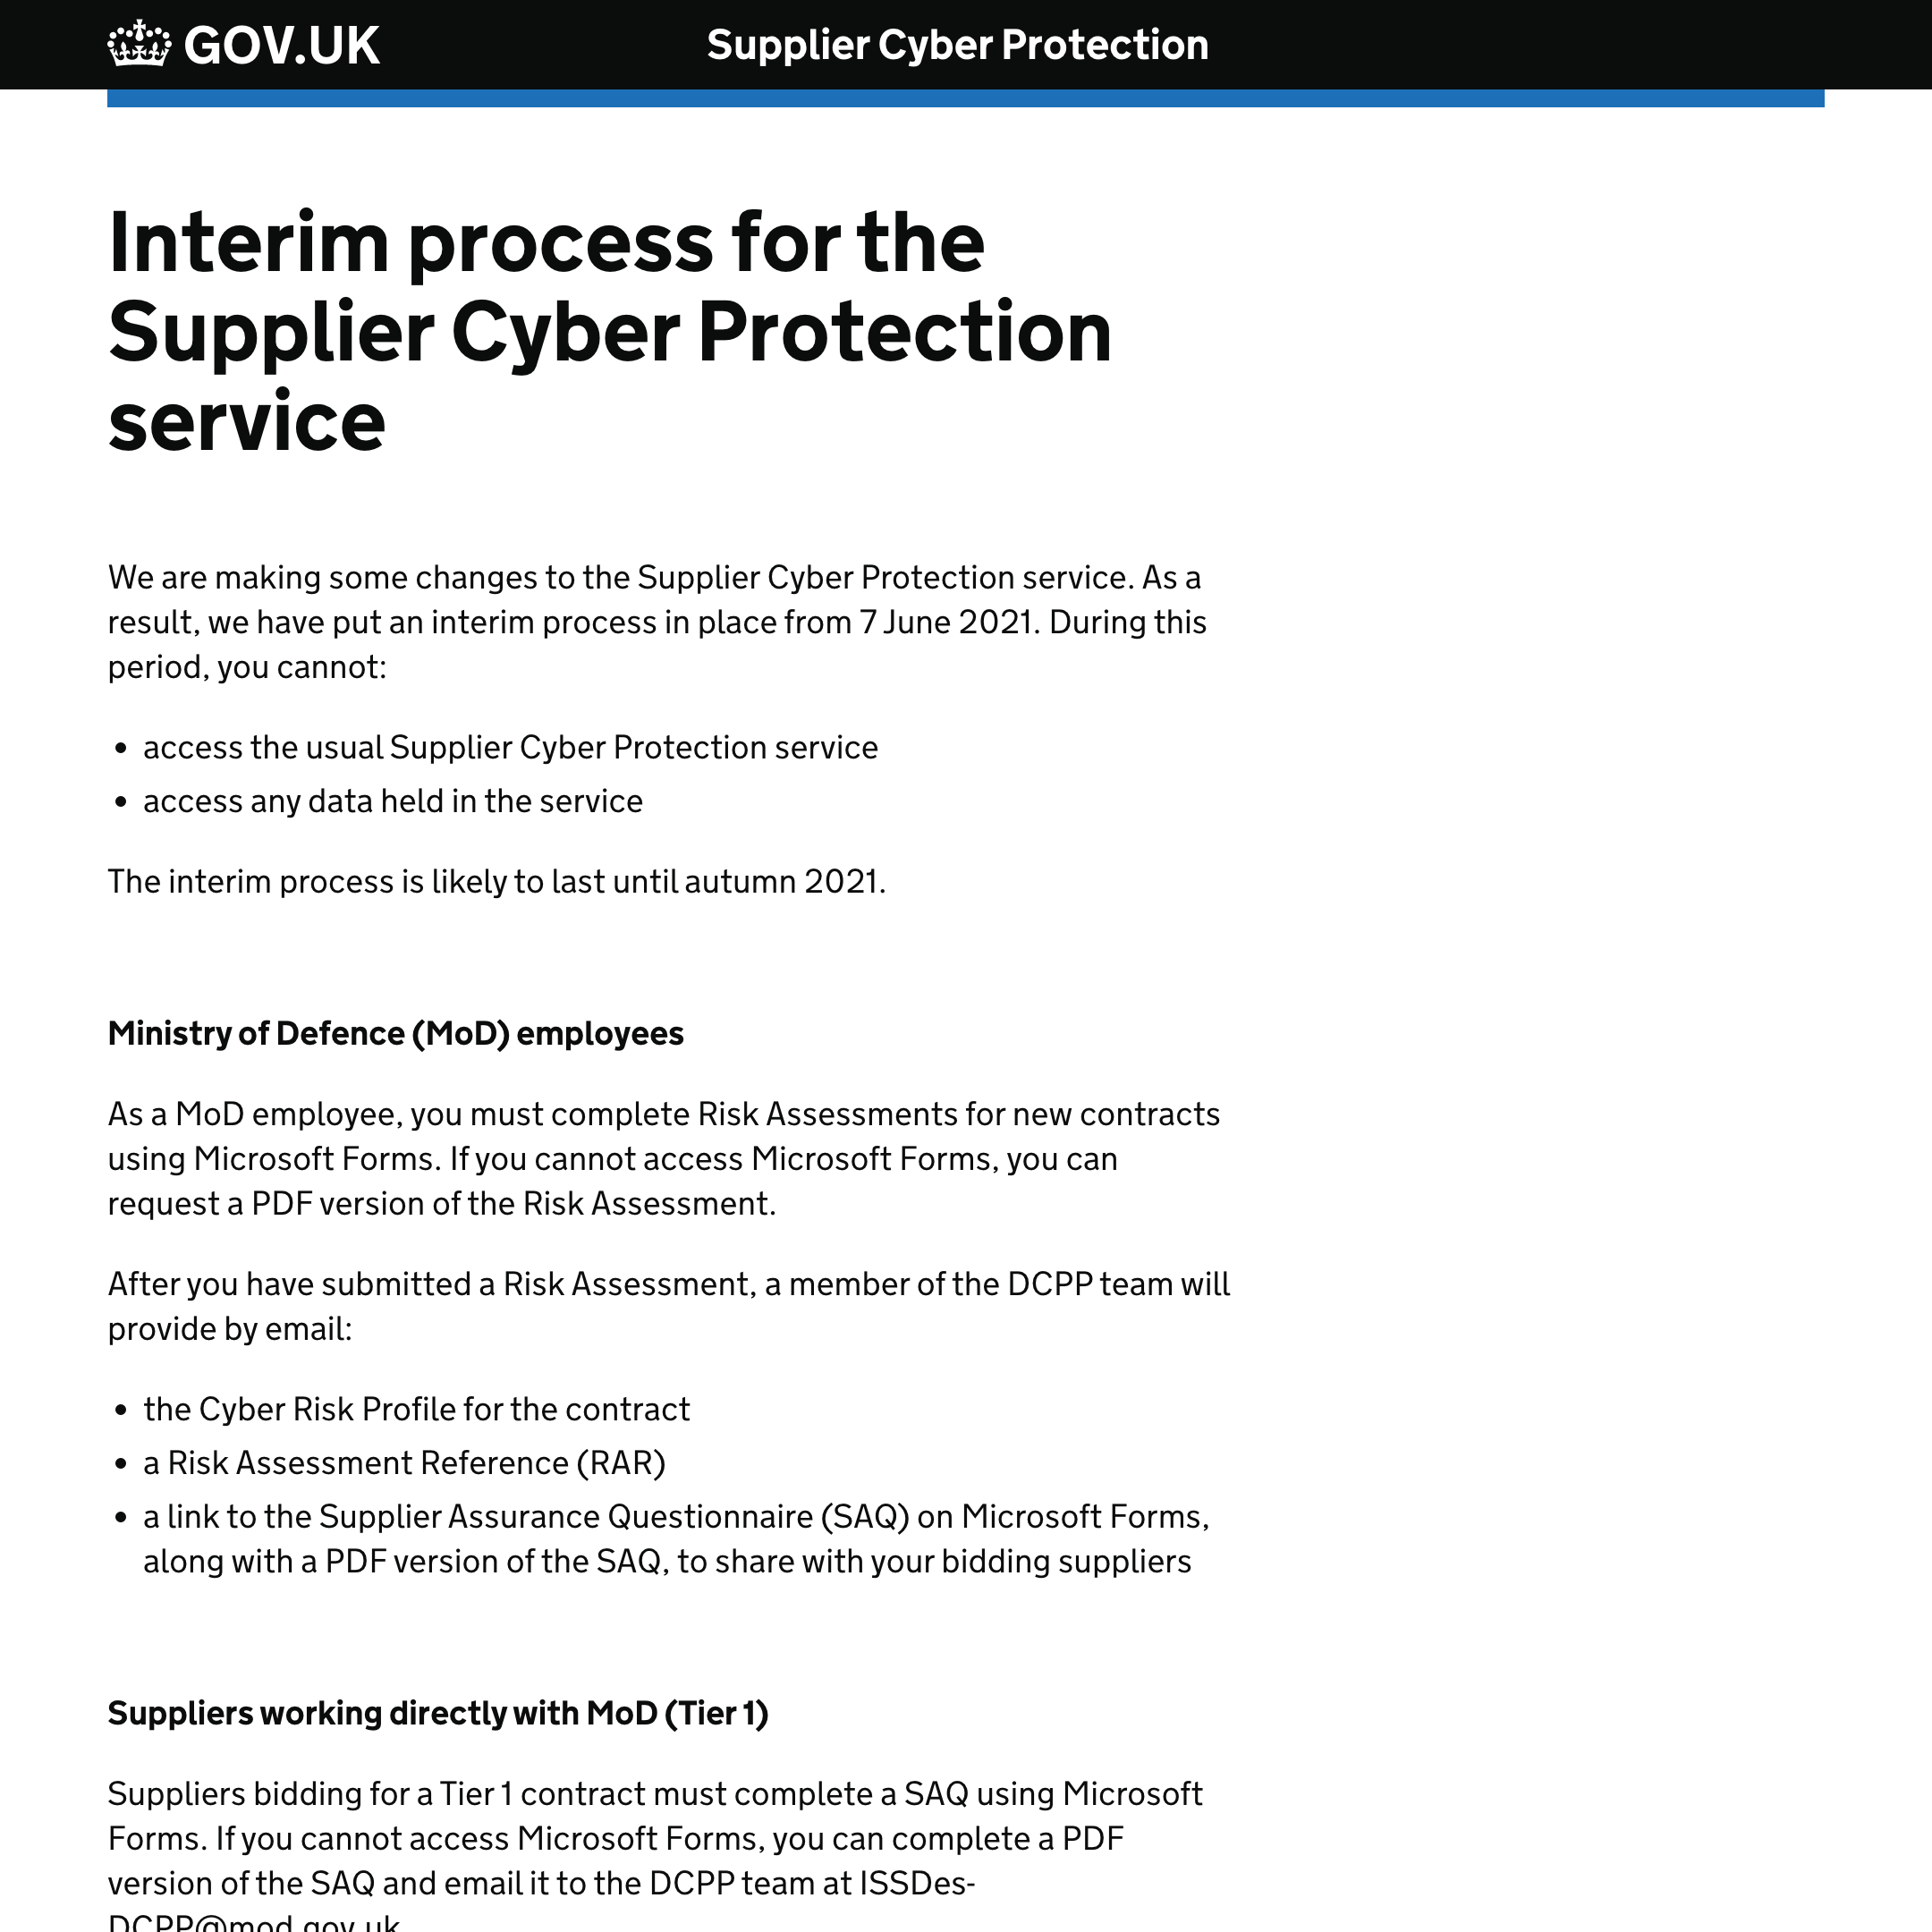 GOV.UK
Supplier Cyber Protection
Interim process for the
Supplier Cyber Protection
service
We are making some changes to the Supplier Cyber Protection service. As a
result, we have put an interim process in place from 7 June 2021. During this
period, you cannot:
• access the usual Supplier Cyber Protection service
• access any data held in the service
The interim process is likely to last until autumn 2021.
Ministry of Defence (MoD) employees
As a MoD employee, you must complete Risk Assessments for new contracts
using Microsoft Forms. If you cannot access Microsoft Forms, you can
request a PDF version of the Risk Assessment.
After you have submitted a Risk Assessment, a member of the DCPP team will
provide by email:
• the Cyber Risk Profile for the contract
• a Risk Assessment Reference (RAR)
• a link to the Supplier Assurance Questionnaire (SAQ) on Microsoft Forms,
along with a PDF version of the SAQ, to share with your bidding suppliers
Suppliers working directly with MoD (Tier 1)
Suppliers bidding for a Tier 1 contract must complete a SAQ using Microsoft
Forms. If you cannot access Microsoft Forms, you can complete a PDF
version of the SAQ and email it to the DCPP team at ISSDes-
DCPP@mod.gov.uk